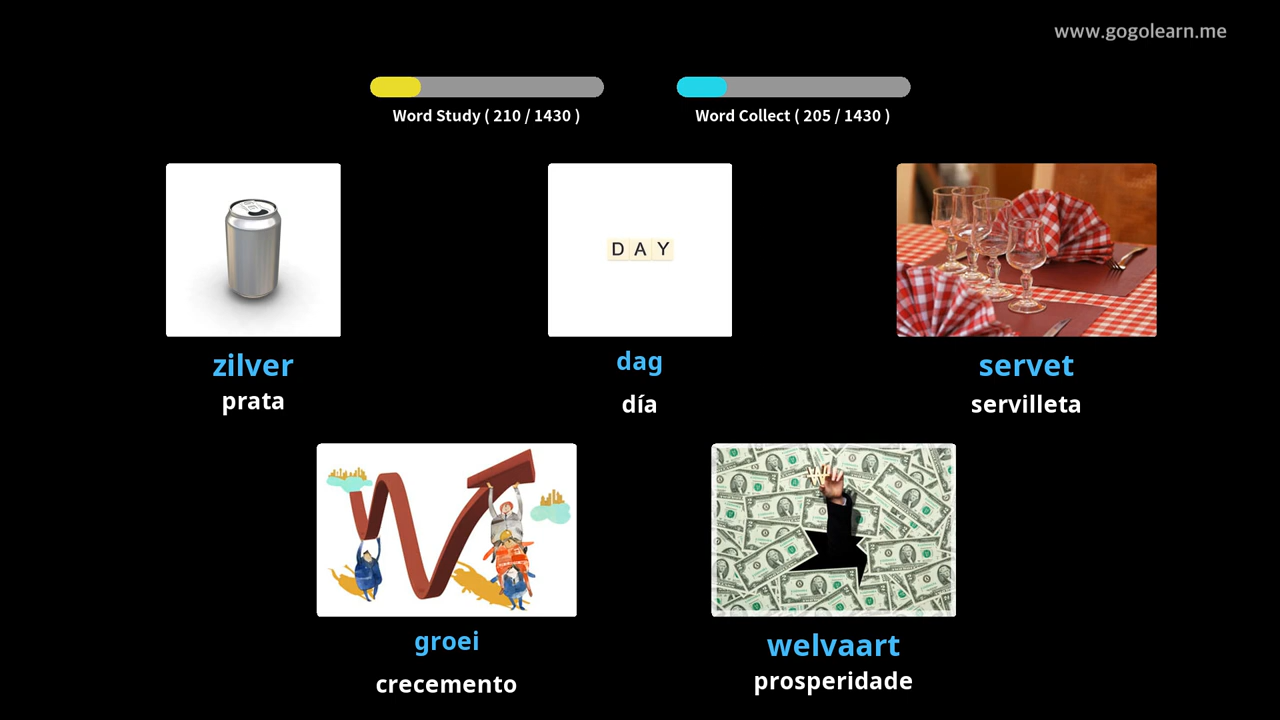 www.gogolearn.me
Word Study ( 210 / 1430 )
Word Collect ( 205 / 1430 )
DAY
zilver
prata
dag
día
servet
servilleta
groei
crecemento
welvaart
prosperidade